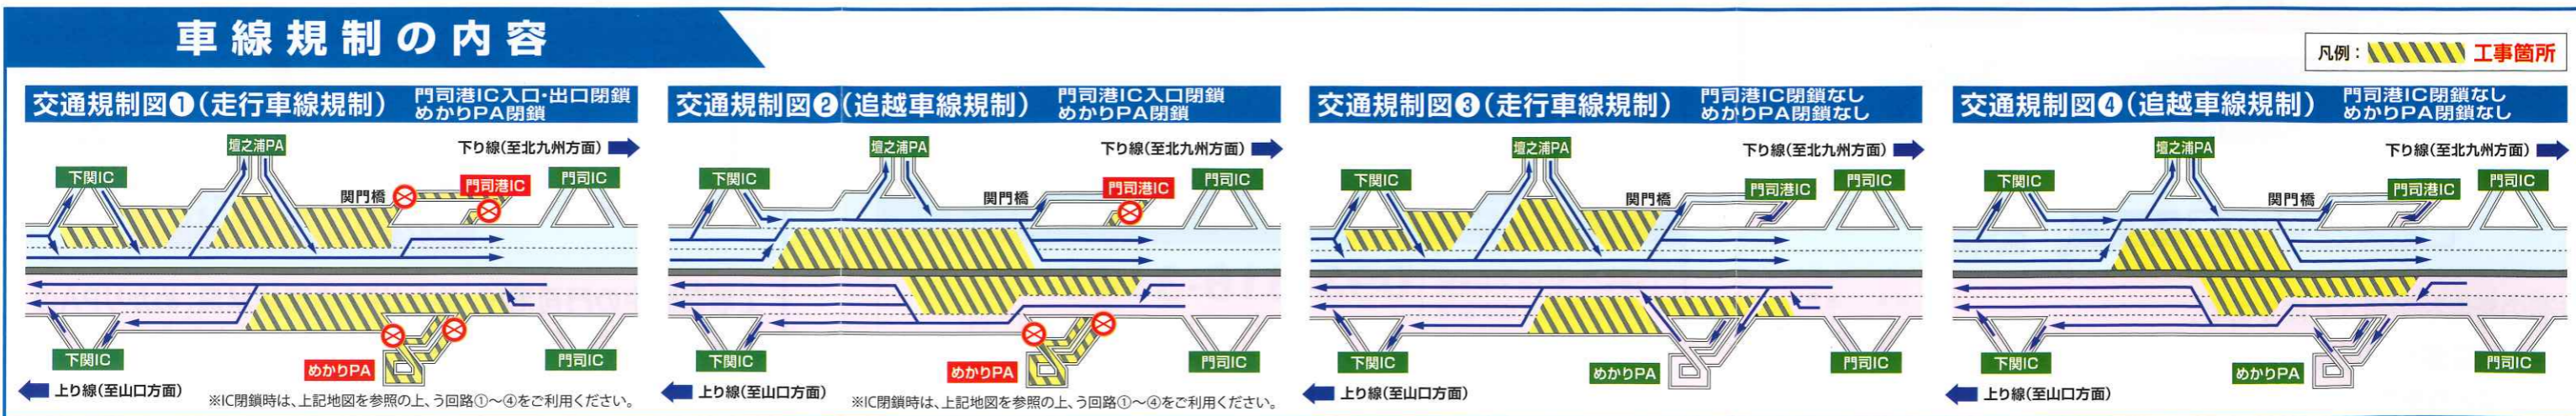 車線規制の内容
凡例： 工事箇所
交通規制図❶（走行車線規制） 門司港IC入口・出口閉鎖
めかりPA閉鎖
壇之浦PA
下り線（至北九州方面）
下関IC
関門橋
門司港IC
門司IC
下関IC
めかりPA
門司IC
上り線（至山口方面）
※IC閉鎖時は、上記地図を参照の上、う回路①〜④をご利用ください。
交通規制図❷（追越車線規制） 門司港IC入口閉鎖
めかりPA閉鎖
壇之浦PA
下り線（至北九州方面）
下関IC
関門橋
門司港IC
門司IC
下関IC
めかりPA
門司IC
上り線（至山口方面）
※IC閉鎖時は、上記地図を参照の上、う回路①〜④をご利用ください。
交通規制図❸（走行車線規制） 門司港IC閉鎖なし
めかりPA閉鎖なし
壇之浦PA
下り線（至北九州方面）
下関IC
関門橋
門司港IC
門司IC
下関IC
めかりPA
門司IC
上り線（至山口方面）
交通規制図❹（追越車線規制） 門司港IC閉鎖なし
めかりPA閉鎖なし
壇之浦PA
下り線（至北九州方面）
下関IC
関門橋
門司港IC
門司IC
下関IC
めかりPA
門司IC
上り線（至山口方面）